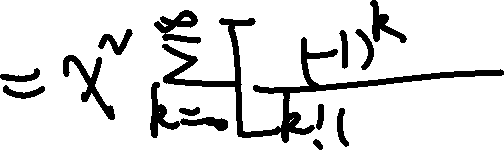 = x^ν ∑_{k=0}^{∞} [ (-1)^k / k! (